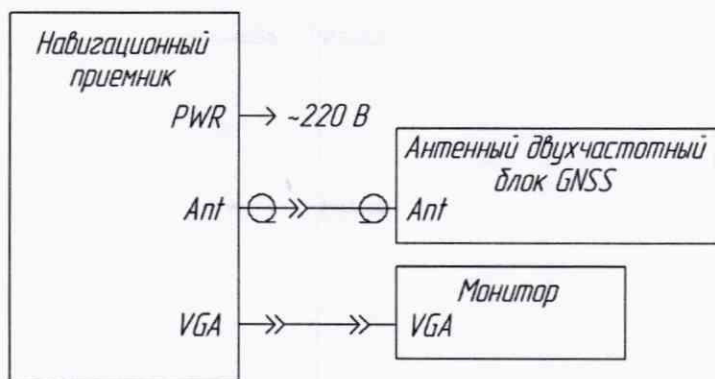 Навигационный
приемник
PWR
~220 В
Антенный двухчастотный
блок GNSS
Ant
Ant
Монитор
VGA
VGA